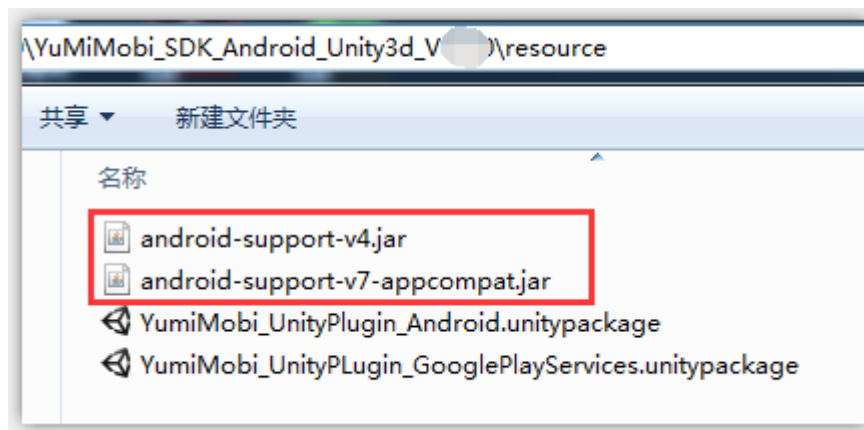 \YuMiMobi_SDK_Android_Unity3d_V 0\resource
共享 新建文件夹
名称
android-support-v4.jar
android-support-v7-appcompat.jar
YumiMobi_UnityPlugin_Android.unitypackage
YumiMobi_UnityPLugin_GooglePlayServices.unitypackage